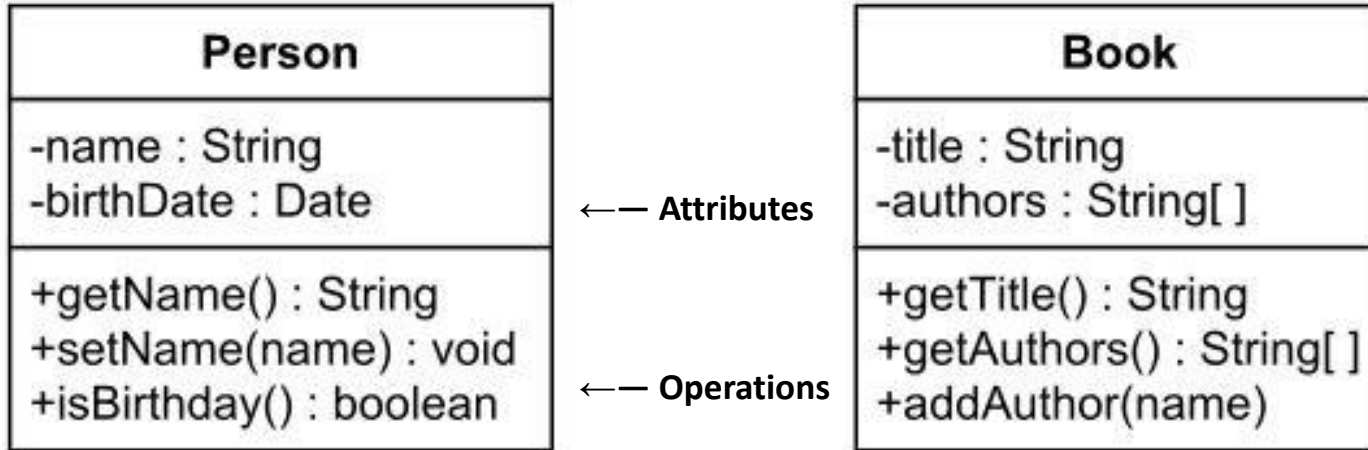 Person
-name : String
-birthDate : Date
+getName() : String
+setName(name) : void
+isBirthday() : boolean
←— Attributes
←— Operations
Book
-title : String
-authors : String[ ]
+getTitle() : String
+getAuthors() : String[ ]
+addAuthor(name)